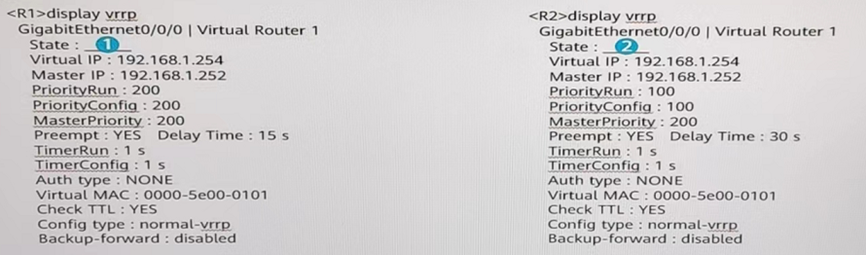 <R1>display vrrp
GigabitEthernet0/0/0 | Virtual Router 1
State : 1
Virtual IP : 192.168.1.254
Master IP : 192.168.1.252
PriorityRun : 200
PriorityConfig : 200
MasterPriority : 200
Preempt : YES Delay Time : 15 s
TimerRun : 1 s
TimerConfig : 1 s
Auth type : NONE
Virtual MAC : 0000-5e00-0101
Check TTL : YES
Config type : normal-vrrp
Backup-forward : disabled
<R2>display vrrp
GigabitEthernet0/0/0 | Virtual Router 1
State : 2
Virtual IP : 192.168.1.254
Master IP : 192.168.1.252
PriorityRun : 100
PriorityConfig : 100
MasterPriority : 200
Preempt : YES Delay Time : 30 s
TimerRun : 1 s
TimerConfig : 1 s
Auth type : NONE
Virtual MAC : 0000-5e00-0101
Check TTL : YES
Config type : normal-vrrp
Backup-forward : disabled